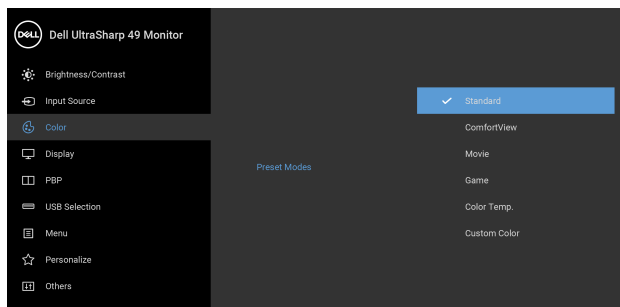 DELL Dell UltraSharp 49 Monitor
Brightness/Contrast
Input Source
Color
Display
PBP
USB Selection
Menu
Personalize
Others
Preset Modes
Standard
ComfortView
Movie
Game
Color Temp.
Custom Color